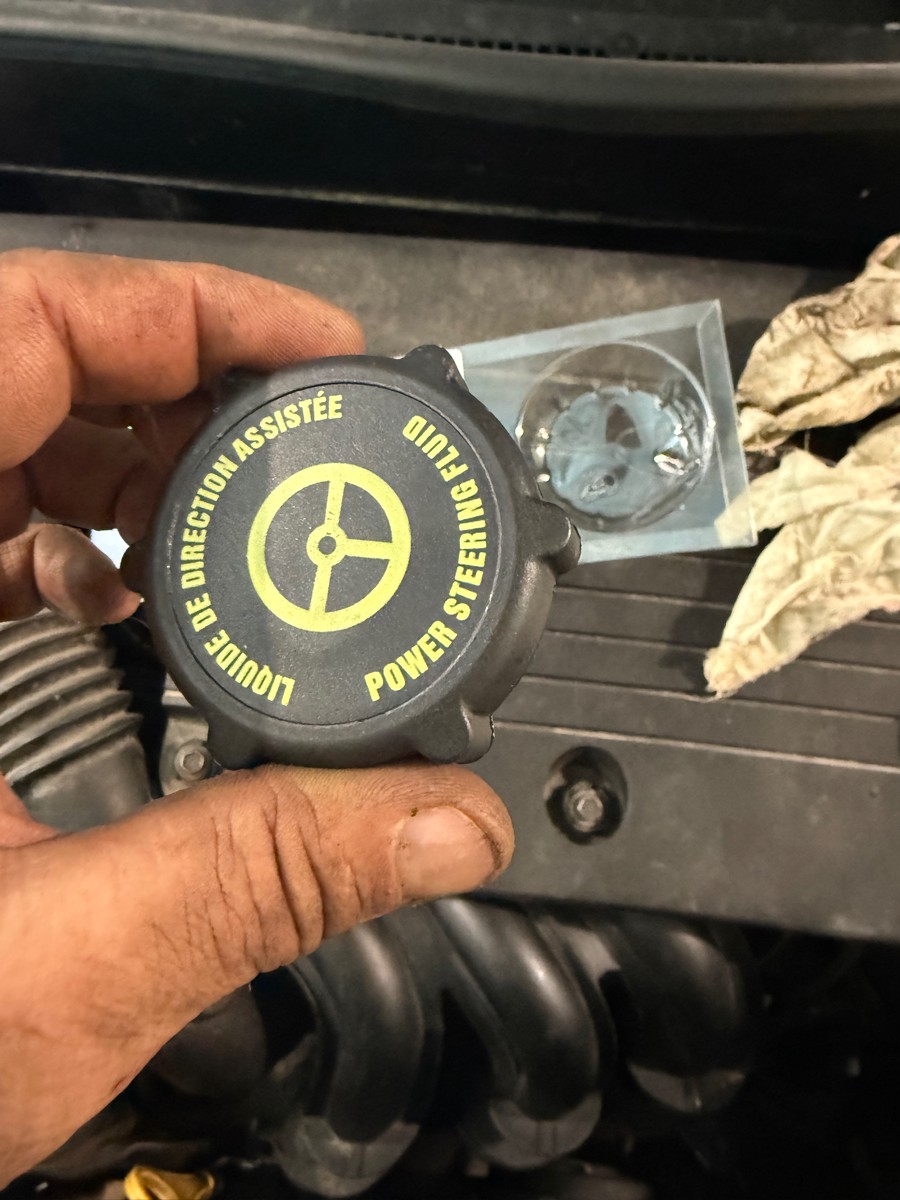 LIQUIDE DE DIRECTION ASSISTÉE
POWER STEERING FLUID